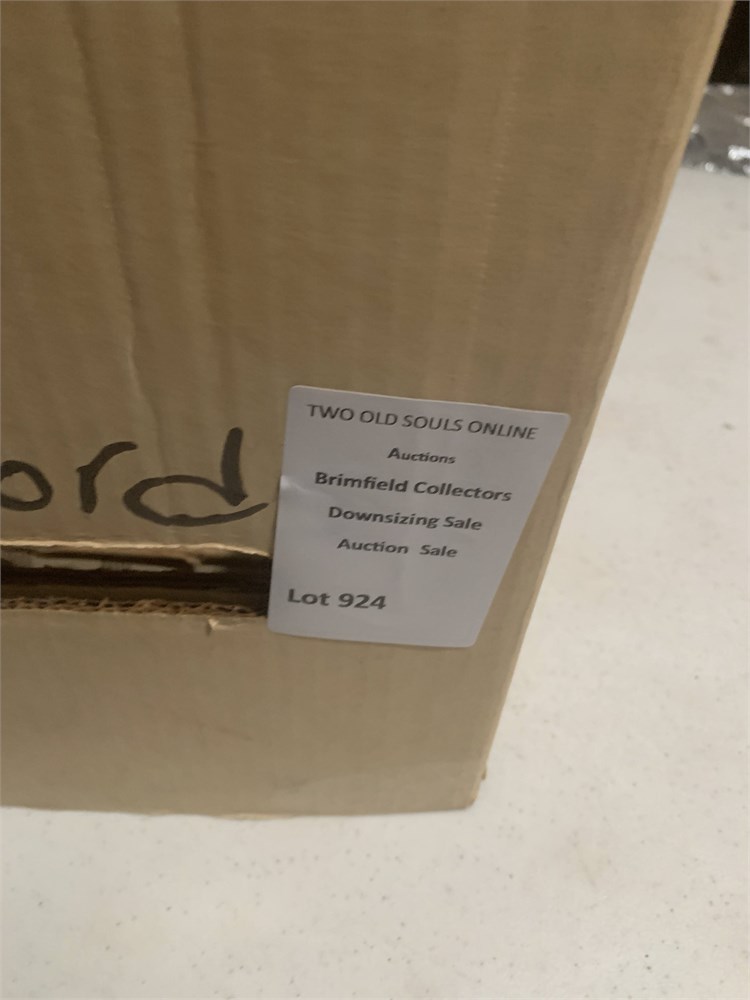 ord
TWO OLD SOULS ONLINE
Auctions
Brimfield Collectors
Downsizing Sale
Auction Sale
Lot 924